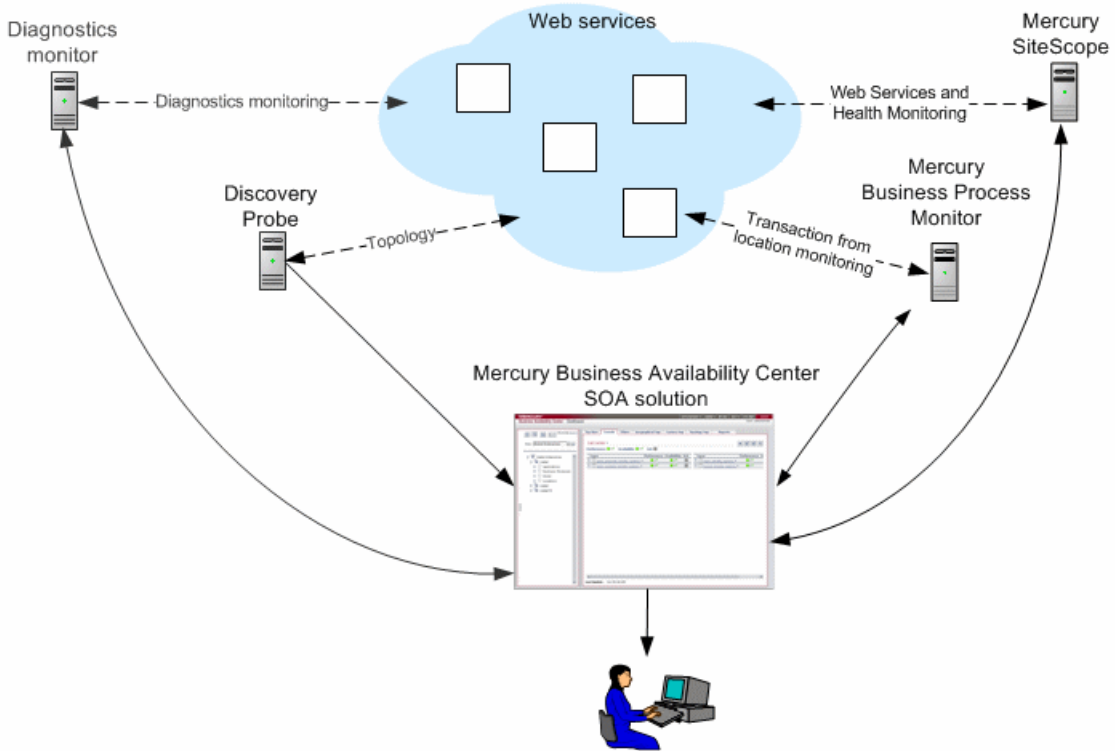 Web services
Diagnostics
monitor
Mercury
SiteScope
Diagnostics monitoring
Web Services and
Health Monitoring
Discovery
Probe
Mercury
Business Process
Monitor
Topology
Transaction from
location monitoring
Mercury Business Availability Center
SOA solution